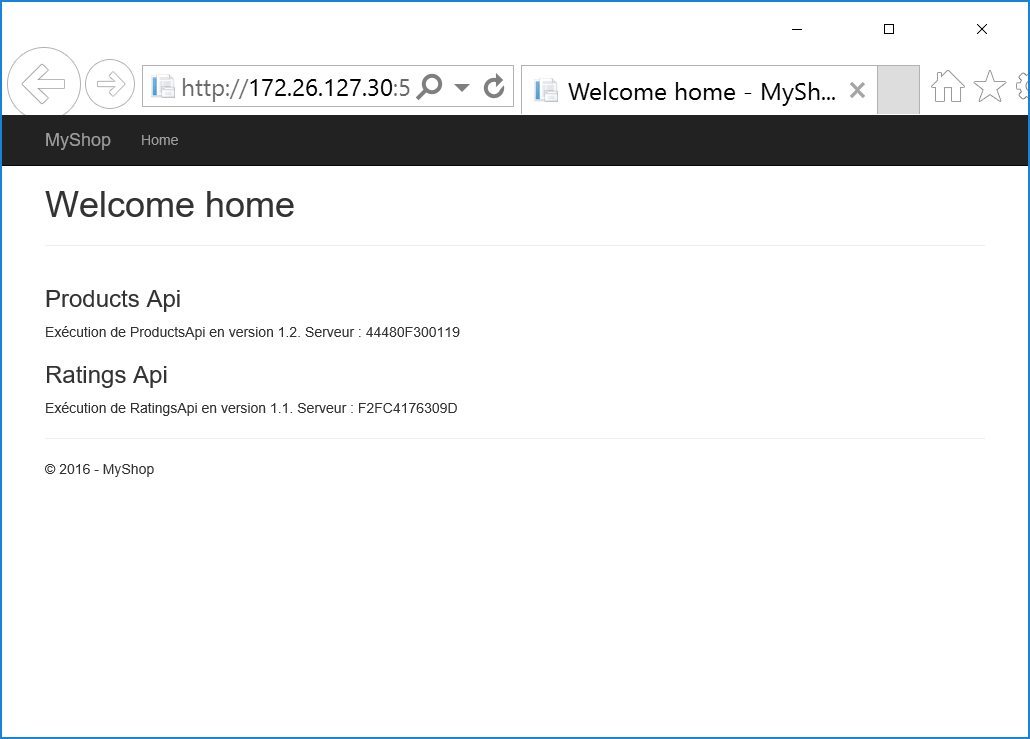 http://172.26.127.30:5
Welcome home - MySh...
MyShop Home
Welcome home
Products Api
Exécution de ProductsApi en version 1.2. Serveur : 44480F300119
Ratings Api
Exécution de RatingsApi en version 1.1. Serveur : F2FC4176309D
© 2016 - MyShop